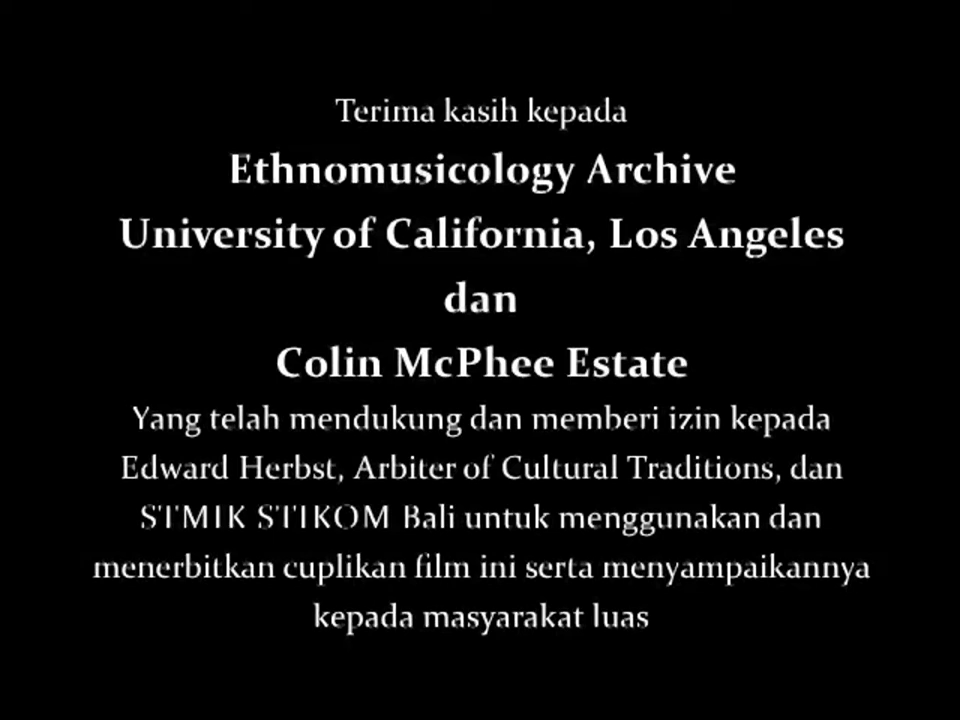 Terima kasih kepada
Ethnomusicology Archive
University of California, Los Angeles
dan
Colin McPhee Estate
Yang telah mendukung dan memberi izin kepada
Edward Herbst, Arbiter of Cultural Traditions, dan
STMIK STIKOM Bali untuk menggunakan dan
menerbitkan cuplikan film ini serta menyampaikannya
kepada masyarakat luas